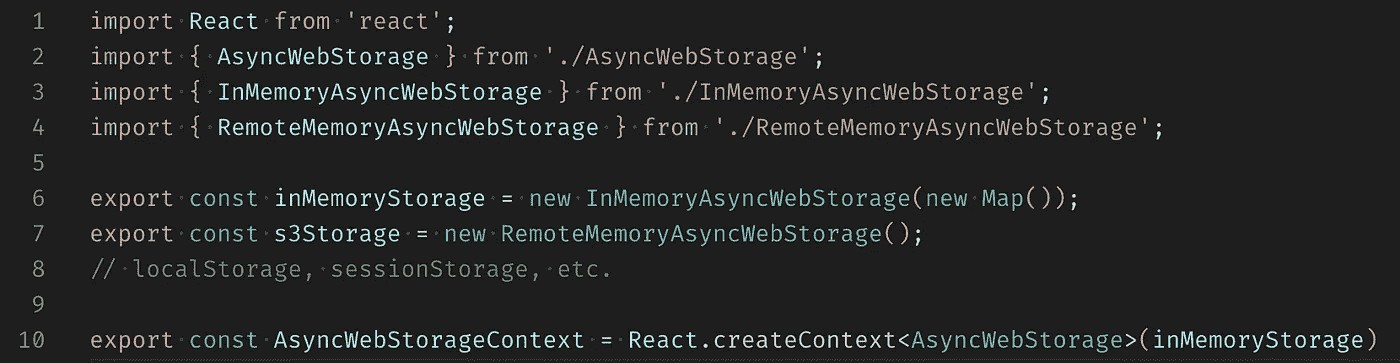 1 import React from 'react';
2 import { AsyncWebStorage } from './AsyncWebStorage';
3 import { InMemoryAsyncWebStorage } from './InMemoryAsyncWebStorage';
4 import { RemoteMemoryAsyncWebStorage } from './RemoteMemoryAsyncWebStorage';
5
6 export const inMemoryStorage = new InMemoryAsyncWebStorage(new Map());
7 export const s3Storage = new RemoteMemoryAsyncWebStorage();
8 // localStorage, sessionStorage, etc.
9
10 export const AsyncWebStorageContext = React.createContext<AsyncWebStorage>(inMemoryStorage)